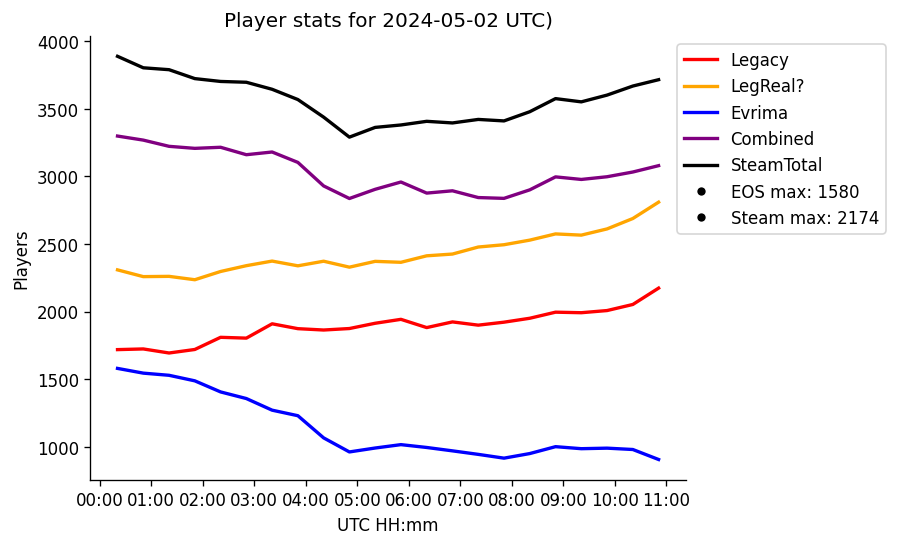 Player stats for 2024-05-02 UTC)
4000
3500
3000
2500
2000
1500
1000
Players
00:00 01:00 02:00 03:00 04:00 05:00 06:00 07:00 08:00 09:00 10:00 11:00
UTC HH:mm
Legacy
LegReal?
Evrima
Combined
SteamTotal
EOS max: 1580
Steam max: 2174